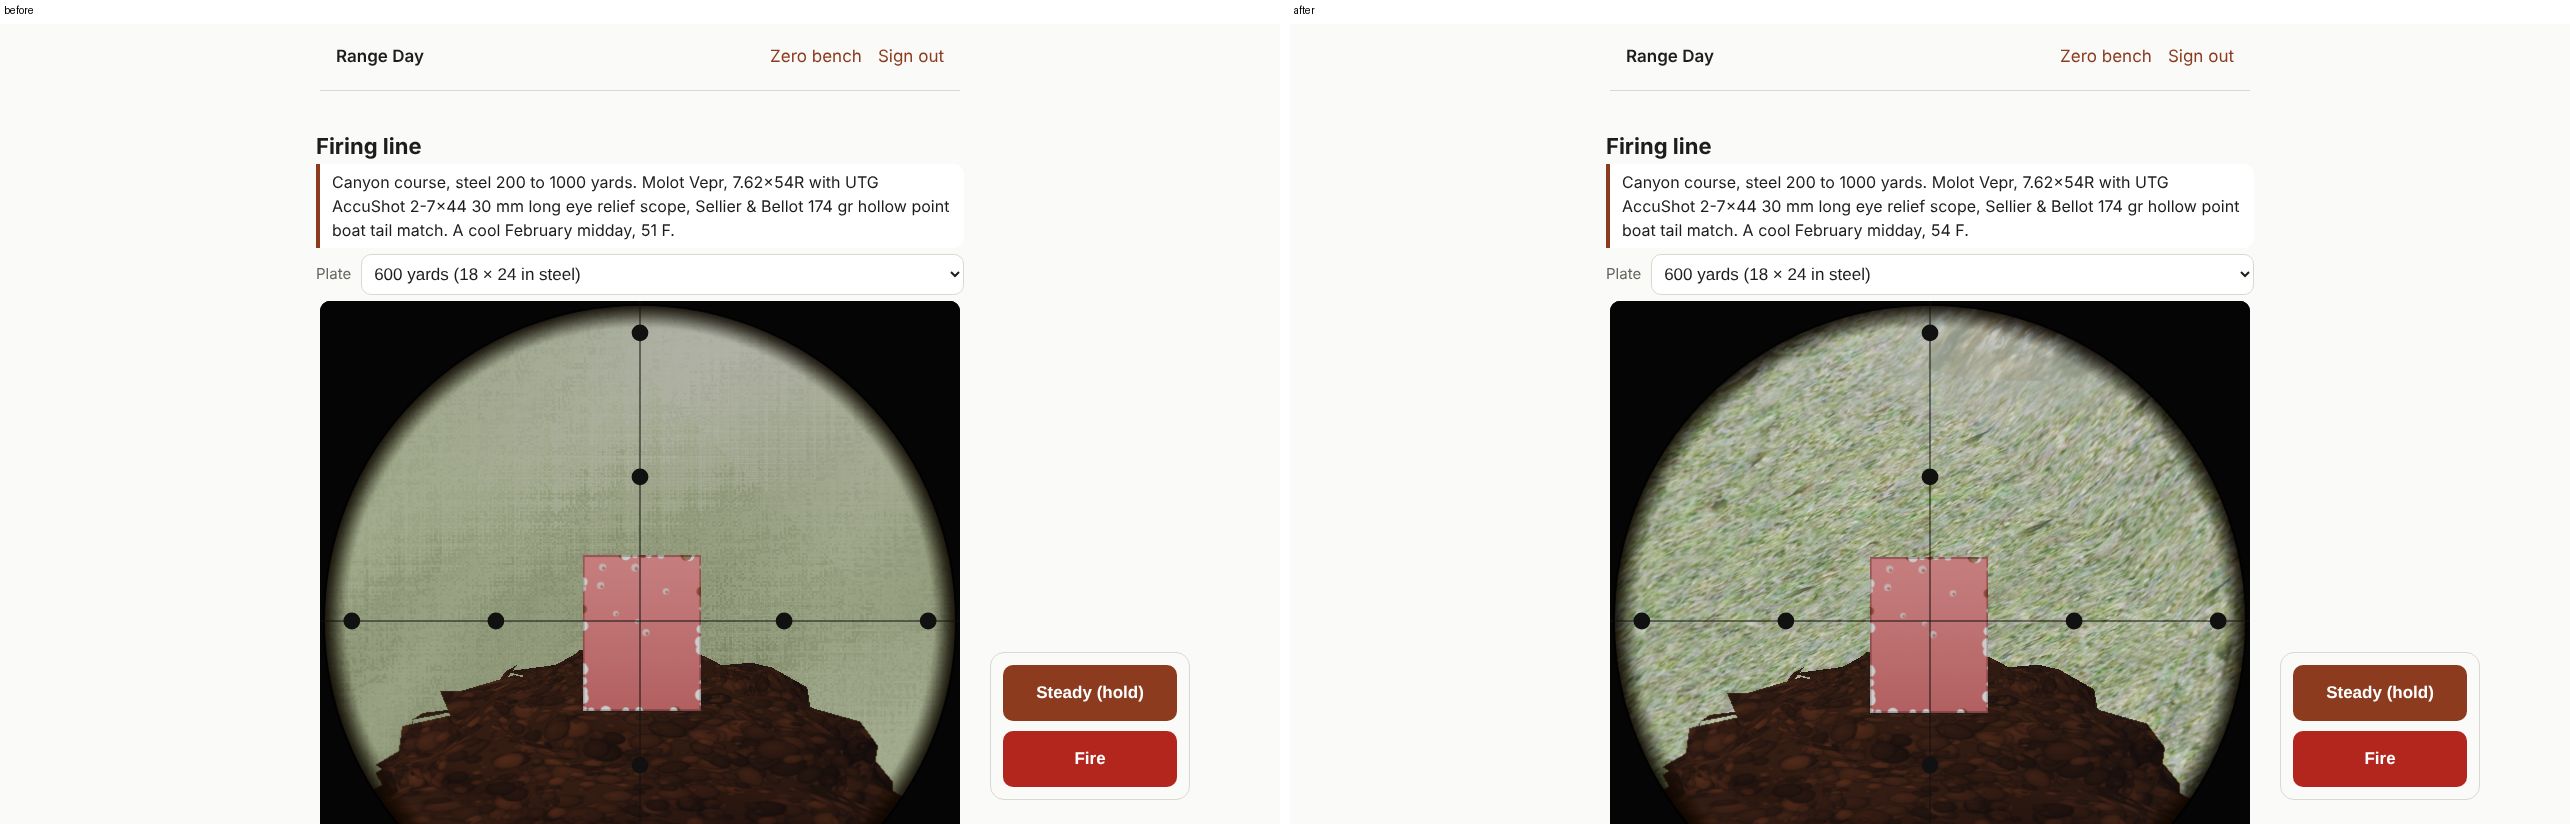 before
Range Day
Zero bench
Sign out
Firing line
Canyon course, steel 200 to 1000 yards. Molot Vepr, 7.62×54R with UTG
AccuShot 2-7×44 30 mm long eye relief scope, Sellier & Bellot 174 gr hollow point
boat tail match. A cool February midday, 51 F.
Plate
600 yards (18 × 24 in steel)
Steady (hold)
Fire
after
Range Day
Zero bench
Sign out
Firing line
Canyon course, steel 200 to 1000 yards. Molot Vepr, 7.62×54R with UTG
AccuShot 2-7×44 30 mm long eye relief scope, Sellier & Bellot 174 gr hollow point
boat tail match. A cool February midday, 54 F.
Plate
600 yards (18 × 24 in steel)
Steady (hold)
Fire